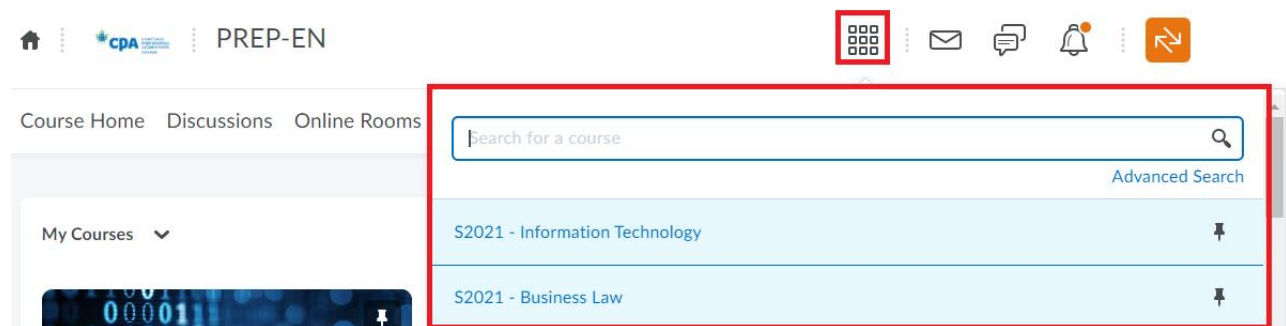 CPA PREP-EN
Course Home Discussions Online Rooms
Search for a course
Advanced Search
My Courses
S2021 - Information Technology
S2021 - Business Law